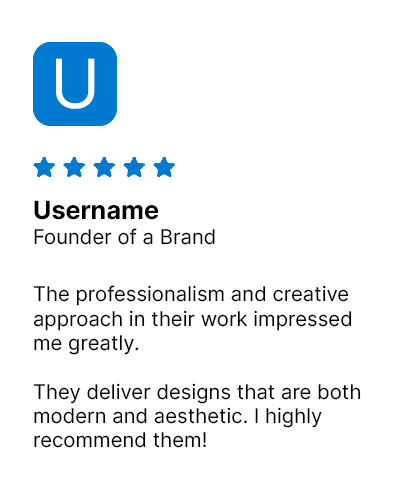 U
Username
Founder of a Brand
The professionalism and creative
approach in their work impressed
me greatly.
They deliver designs that are both
modern and aesthetic. I highly
recommend them!